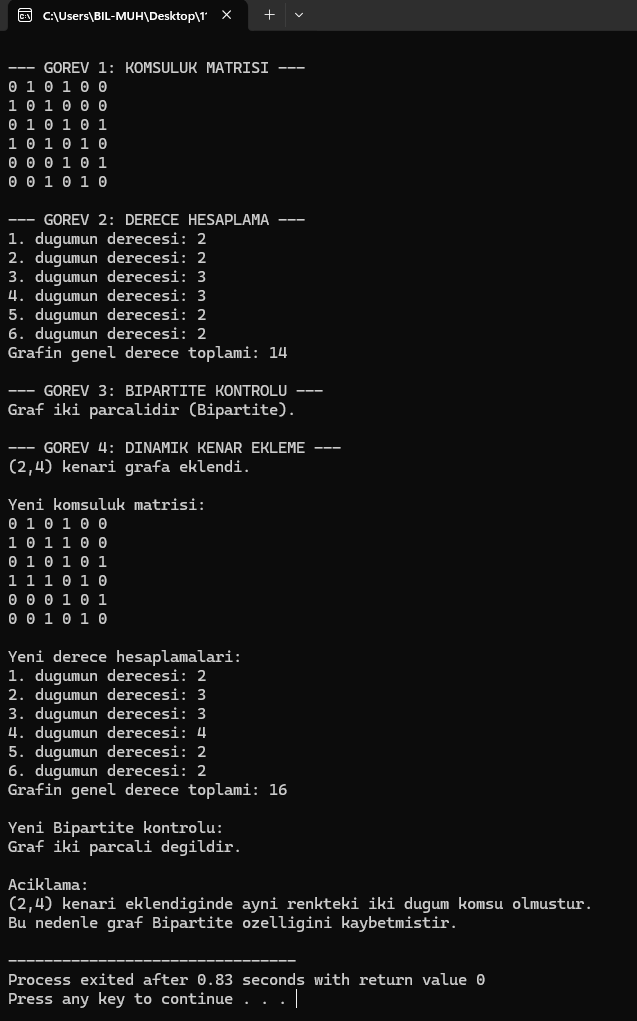 C:\Users\BIL-MUH\Desktop\1
--- GOREV 1: KOMSULUK MATRISI ---
0 1 0 1 0 0
1 0 1 0 0 0
0 1 0 1 0 1
1 0 1 0 1 0
0 0 0 1 0 1
0 0 1 0 1 0
--- GOREV 2: DERECE HESAPLAMA ---
1. dugumun derecesi: 2
2. dugumun derecesi: 2
3. dugumun derecesi: 3
4. dugumun derecesi: 3
5. dugumun derecesi: 2
6. dugumun derecesi: 2
Grafin genel derece toplami: 14
--- GOREV 3: BIPARTITE KONTROLU ---
Graf iki parcalidir (Bipartite).
--- GOREV 4: DINAMIK KENAR EKLEME ---
(2,4) kenari grafa eklendi.
Yeni komsuluk matrisi:
0 1 0 1 0 0
1 0 1 1 0 0
0 1 0 1 0 1
1 1 1 0 1 0
0 0 0 1 0 1
0 0 1 0 1 0
Yeni derece hesaplamalari:
1. dugumun derecesi: 2
2. dugumun derecesi: 3
3. dugumun derecesi: 3
4. dugumun derecesi: 4
5. dugumun derecesi: 2
6. dugumun derecesi: 2
Grafin genel derece toplami: 16
Yeni Bipartite kontrolu:
Graf iki parcali degildir.
Aciklama:
(2,4) kenari eklendiginde ayni renkteki iki dugum komsu olmustur.
Bu nedenle graf Bipartite ozelligini kaybetmistir.
--------------------------------
Process exited after 0.83 seconds with return value 0
Press any key to continue . . .